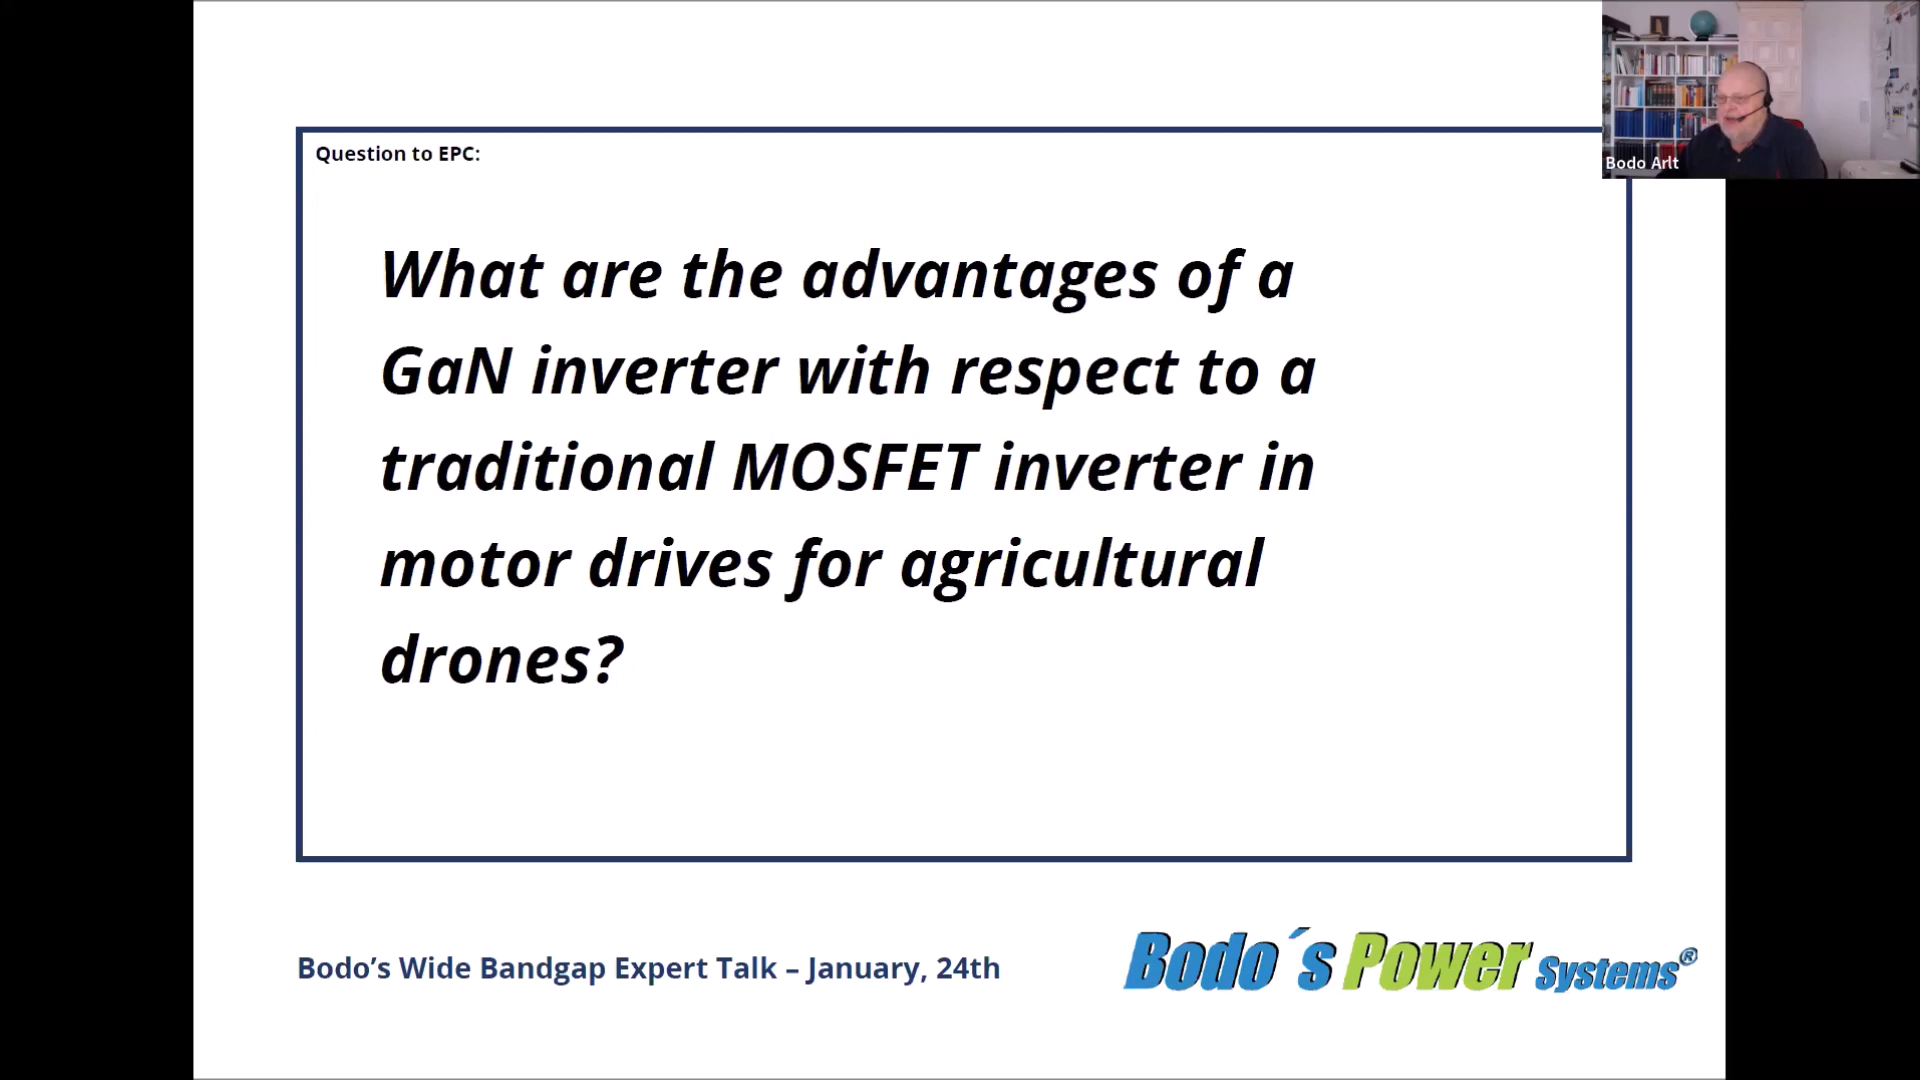 Question to EPC:
What are the advantages of a
GaN inverter with respect to a
traditional MOSFET inverter in
motor drives for agricultural
drones?
Bodo Arlt
Bodo’s Wide Bandgap Expert Talk – January, 24th
Bodo´s Power Systems®